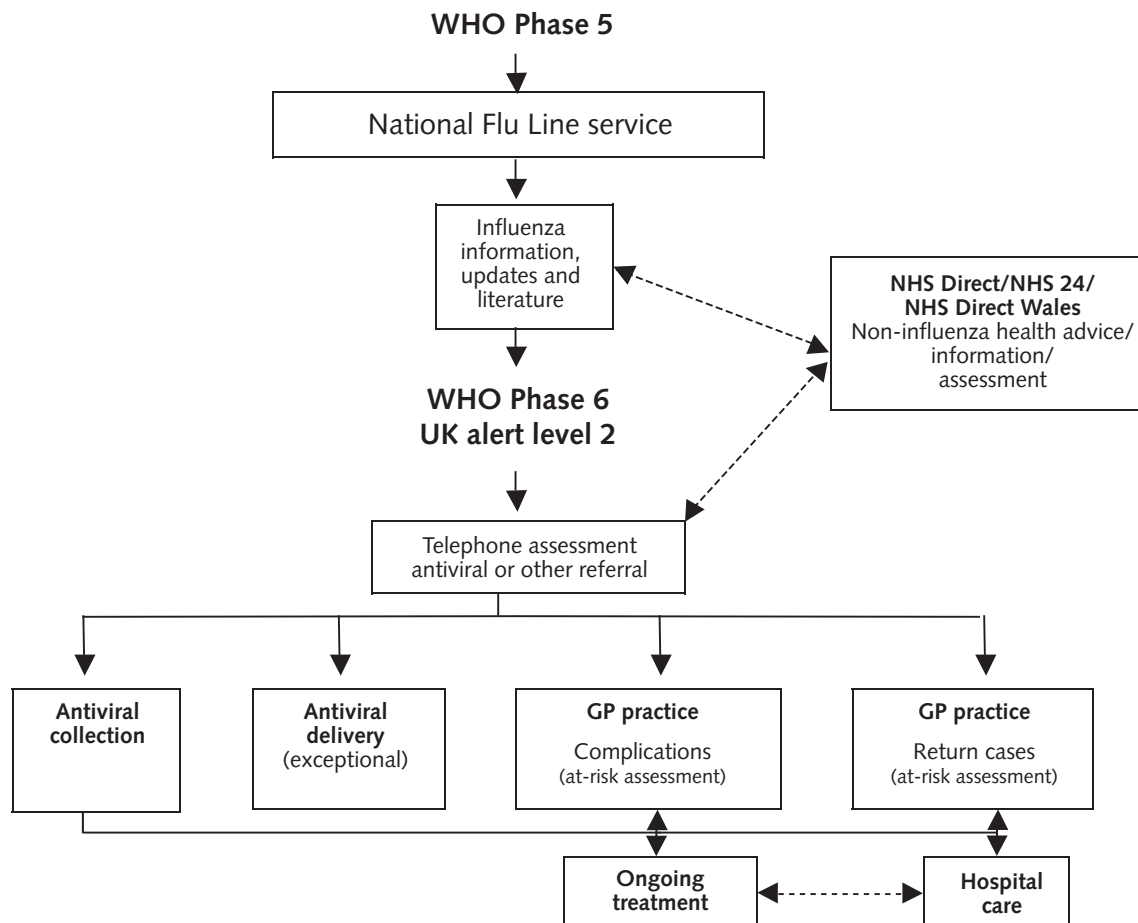 WHO Phase 5
National Flu Line service
Influenza
information,
updates and
literature
NHS Direct/NHS 24/
NHS Direct Wales
Non-influenza health advice/
information/
assessment
WHO Phase 6
UK alert level 2
Telephone assessment
antiviral or other referral
Antiviral
collection
Antiviral
delivery
(exceptional)
GP practice
Complications
(at-risk assessment)
GP practice
Return cases
(at-risk assessment)
Ongoing
treatment
Hospital
care